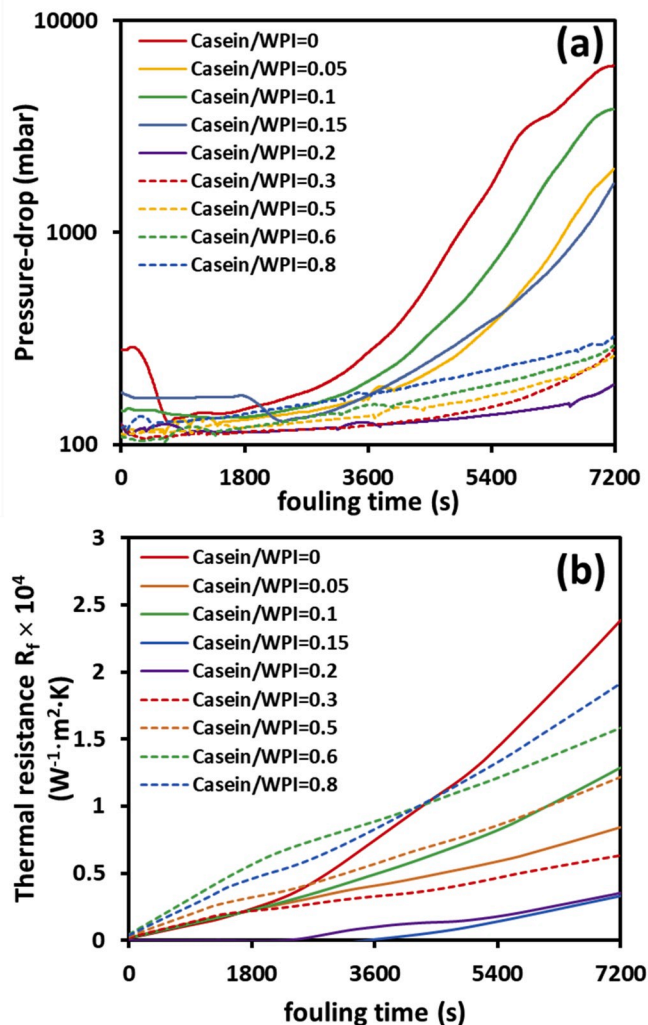 10000
(a)
Casein/WPI=0
Casein/WPI=0.05
Casein/WPI=0.1
Casein/WPI=0.15
Casein/WPI=0.2
Casein/WPI=0.3
Casein/WPI=0.5
Casein/WPI=0.6
Casein/WPI=0.8
Pressure-drop (mbar)
1000
100
0 1800 3600 5400 7200
fouling time (s)
3
(b)
Casein/WPI=0
Casein/WPI=0.05
Casein/WPI=0.1
Casein/WPI=0.15
Casein/WPI=0.2
Casein/WPI=0.3
Casein/WPI=0.5
Casein/WPI=0.6
Casein/WPI=0.8
Thermal resistance R_f × 10⁴
(W⁻¹·m²·K)
2.5
2
1.5
1
0.5
0
0 1800 3600 5400 7200
fouling time (s)